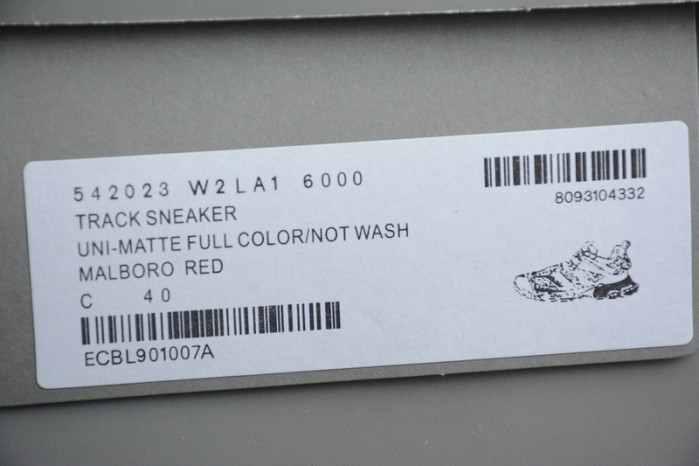 542023 W2LA1 6000
TRACK SNEAKER
UNI-MATTE FULL COLOR/NOT WASH
MALBORO RED
C 40
ECBL901007A
8093104332